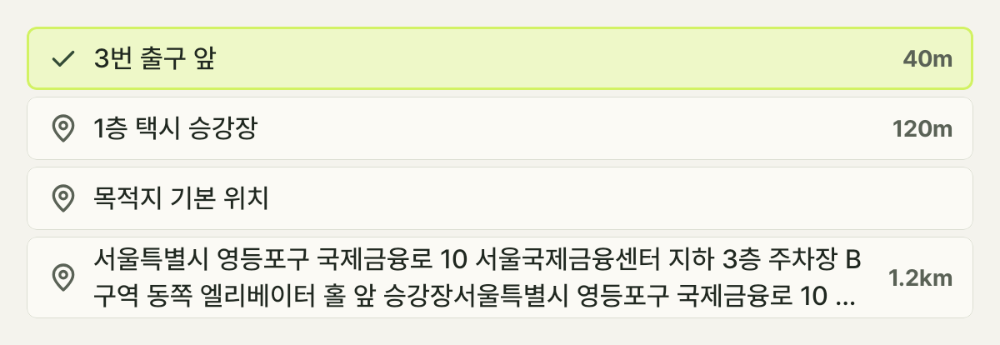 3번 출구 앞 40m
1층 택시 승강장 120m
목적지 기본 위치
서울특별시 영등포구 국제금융로 10 서울국제금융센터 지하 3층 주차장 B
구역 동쪽 엘리베이터 홀 앞 승강장서울특별시 영등포구 국제금융로 10 ...
1.2km